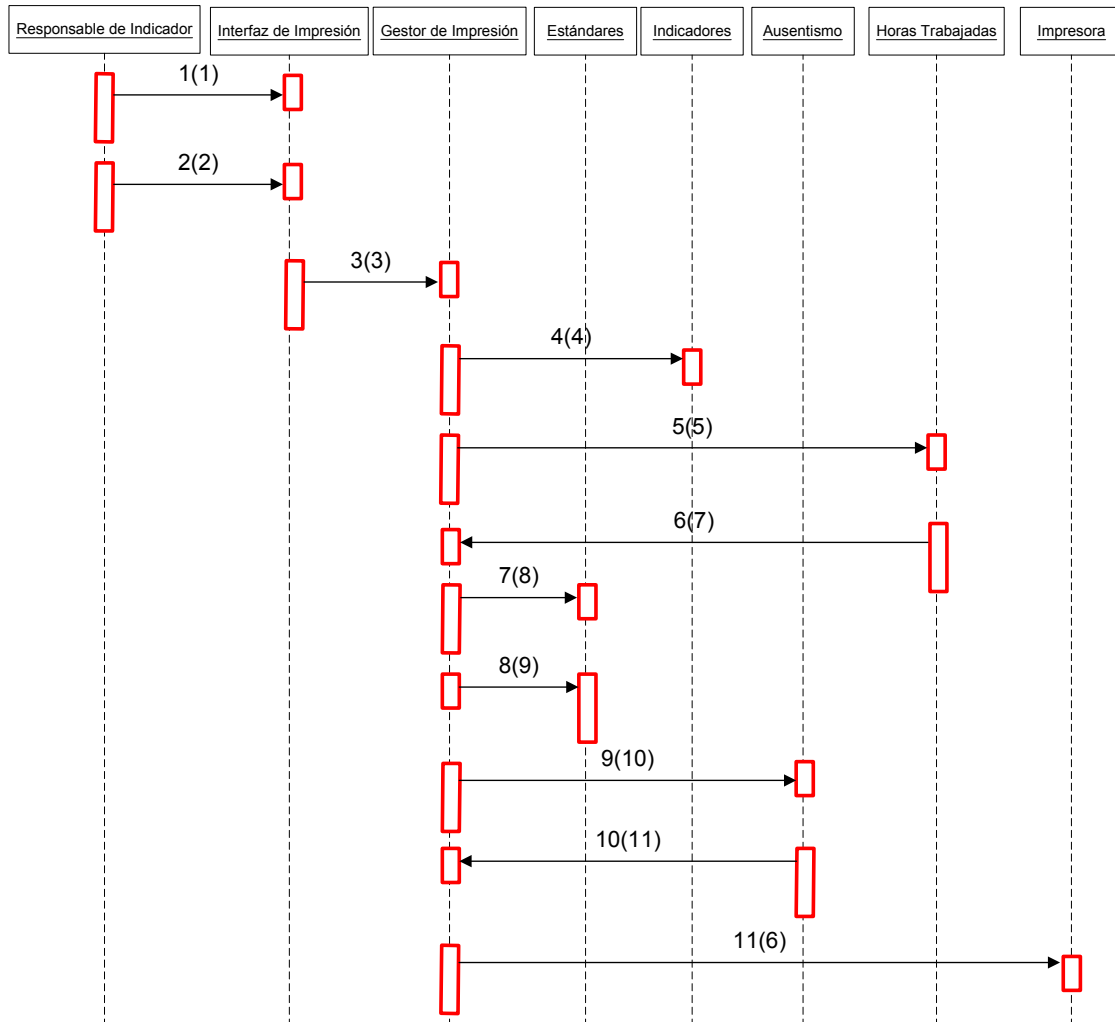 Responsable de Indicador
Interfaz de Impresión
Gestor de Impresión
Estándares
Indicadores
Ausentismo
Horas Trabajadas
Impresora
1(1)
2(2)
3(3)
4(4)
5(5)
6(7)
7(8)
8(9)
9(10)
10(11)
11(6)